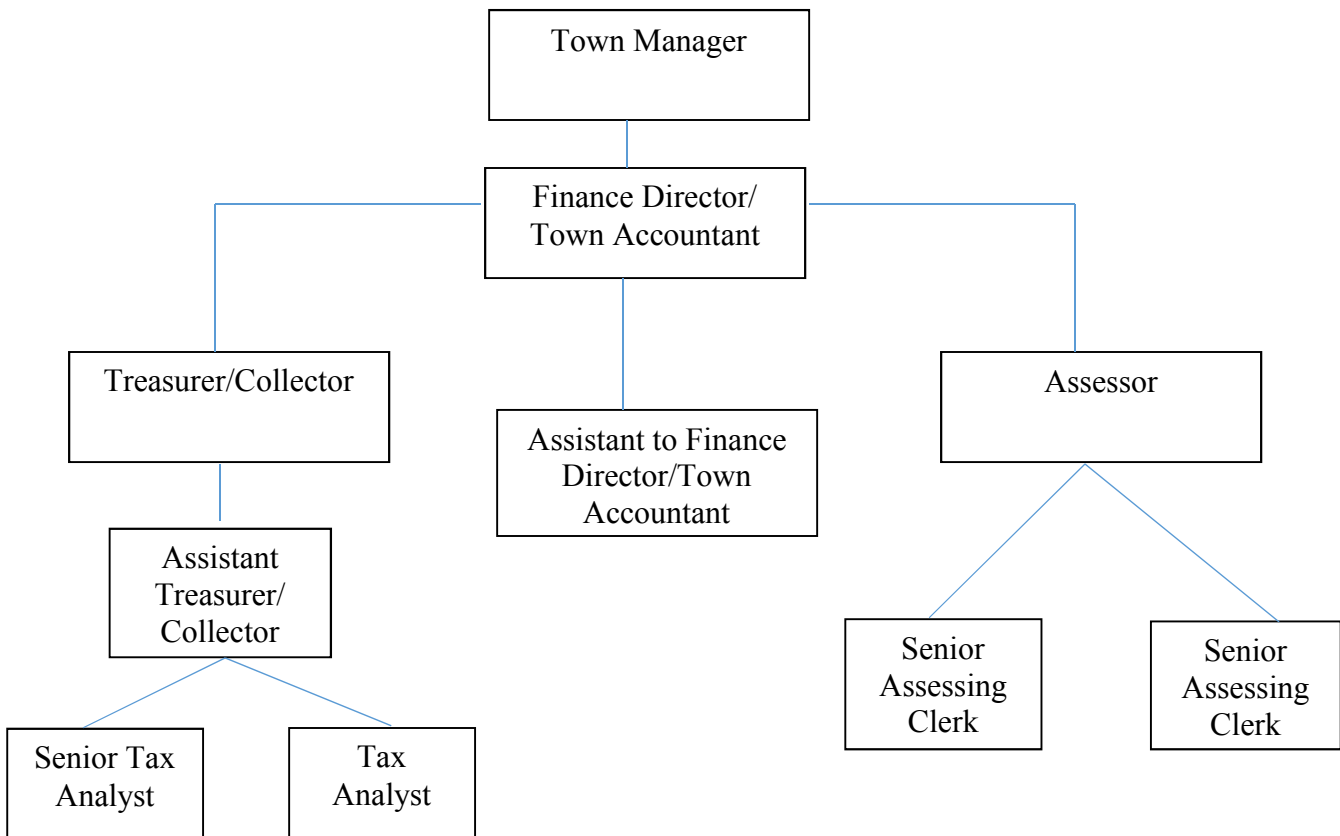 Town Manager
Finance Director/
Town Accountant
Treasurer/Collector
Assessor
Assistant to Finance
Director/Town
Accountant
Assistant
Treasurer/
Collector
Senior
Assessing
Clerk
Senior
Assessing
Clerk
Senior Tax
Analyst
Tax
Analyst